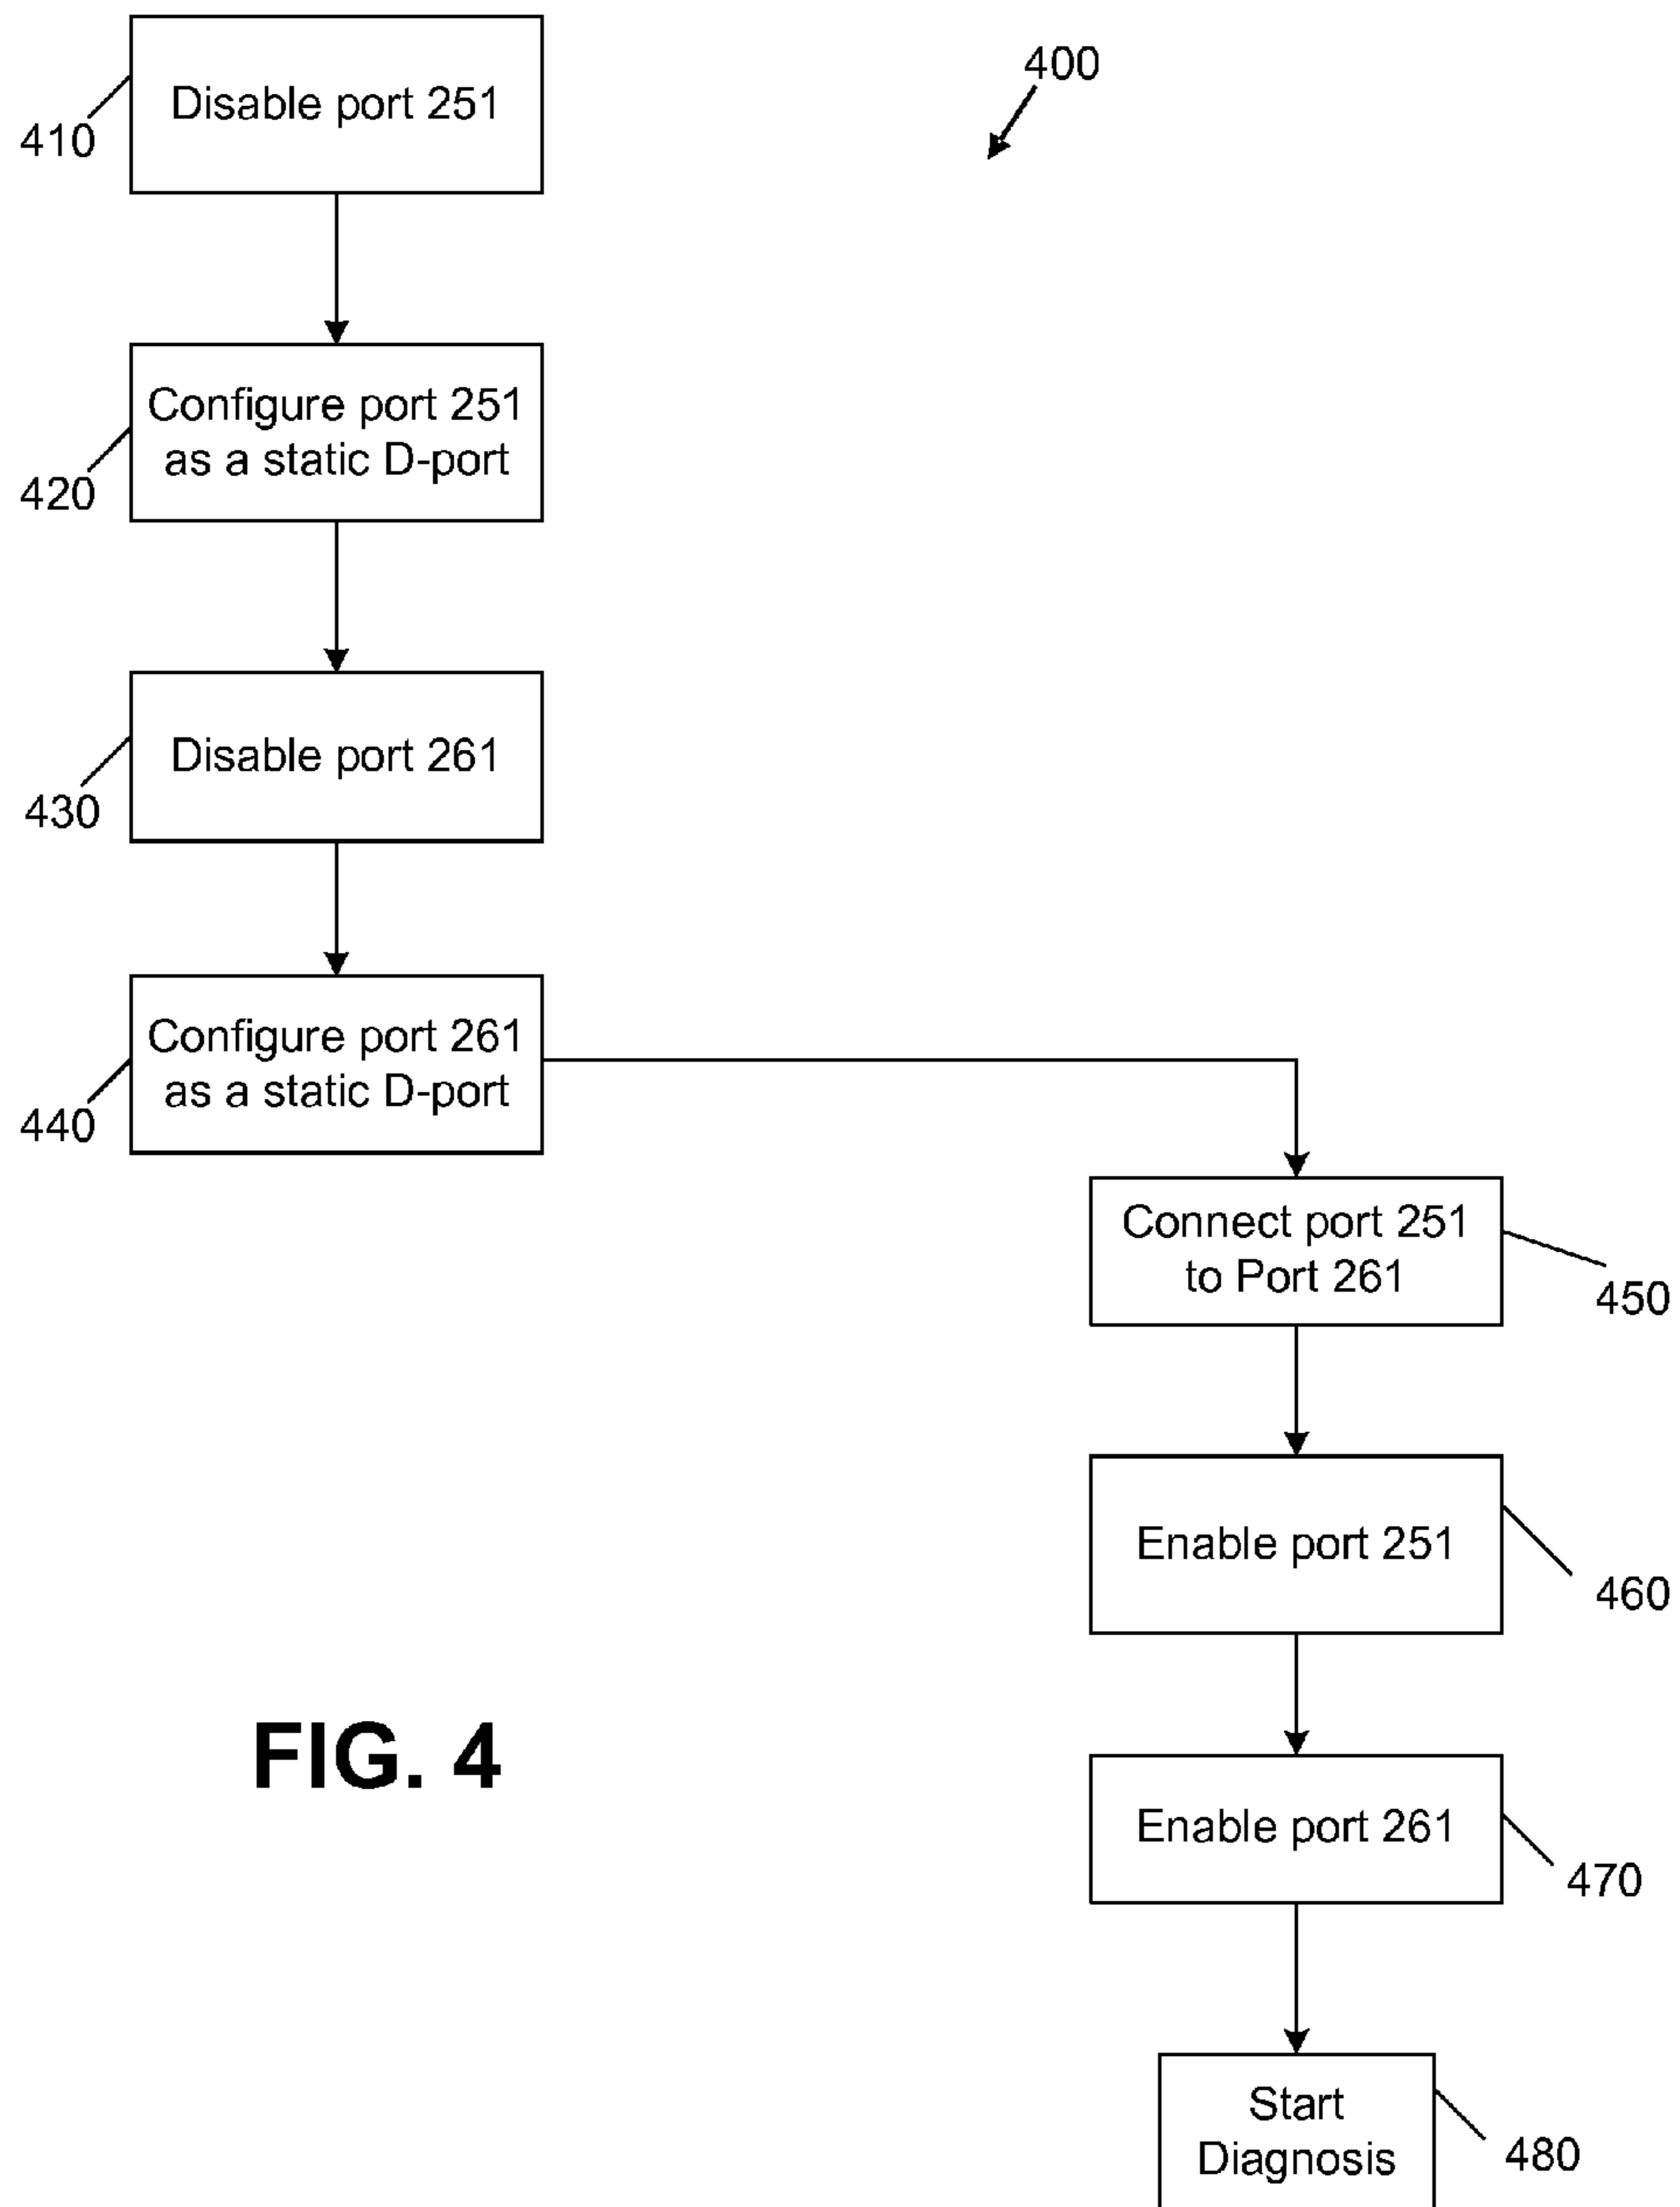 400
Disable port 251
410
Configure port 251
as a static D-port
420
Disable port 261
430
Configure port 261
as a static D-port
440
Connect port 251
to Port 261
450
Enable port 251
460
Enable port 261
470
Start
Diagnosis
480
FIG. 4